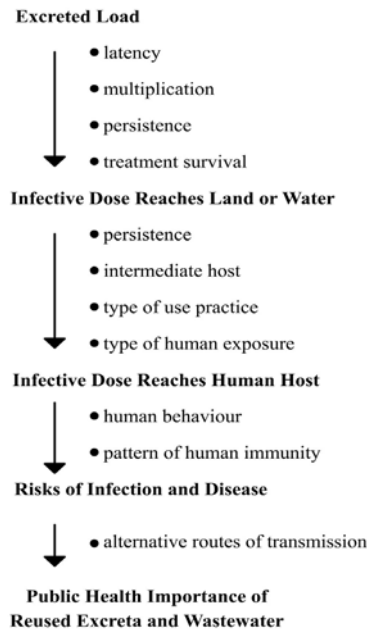 Excreted Load
• latency
• multiplication
• persistence
• treatment survival
Infective Dose Reaches Land or Water
• persistence
• intermediate host
• type of use practice
• type of human exposure
Infective Dose Reaches Human Host
• human behaviour
• pattern of human immunity
Risks of Infection and Disease
• alternative routes of transmission
Public Health Importance of
Reused Excreta and Wastewater